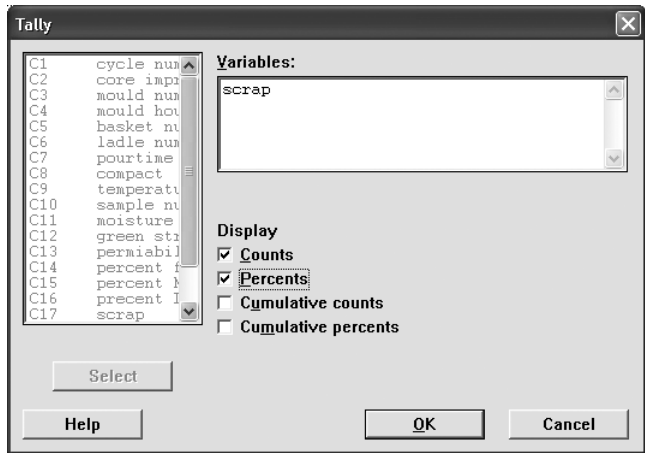 Tally
C1 cycle num
C2 core impr
C3 mould num
C4 mould hou
C5 basket nu
C6 ladle num
C7 pourtime
C8 compact
C9 temperatu
C10 sample nu
C11 moisture
C12 green str
C13 permiabil
C14 percent f
C15 percent M
C16 precent I
C17 scrap
Select
Variables:
scrap
Display
Counts
Percents
Cumulative counts
Cumulative percents
Help
OK
Cancel